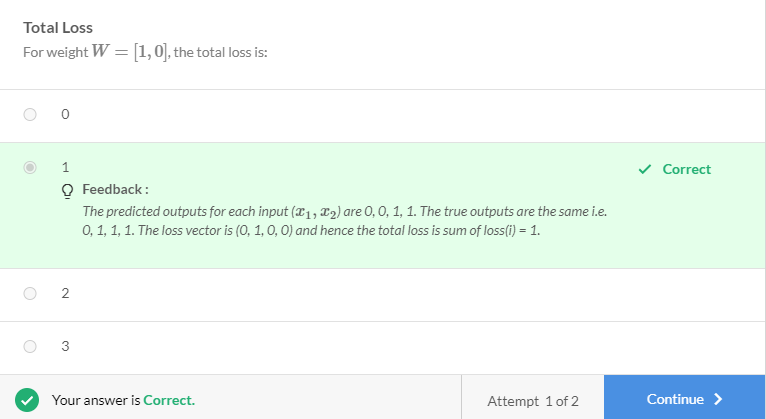 Total Loss
For weight W = [1, 0], the total loss is:
0
1
Correct
Feedback :
The predicted outputs for each input (x₁, x₂) are 0, 0, 1, 1. The true outputs are the same i.e.
0, 1, 1, 1. The loss vector is (0, 1, 0, 0) and hence the total loss is sum of loss(i) = 1.
2
3
Your answer is Correct.
Attempt 1 of 2
Continue